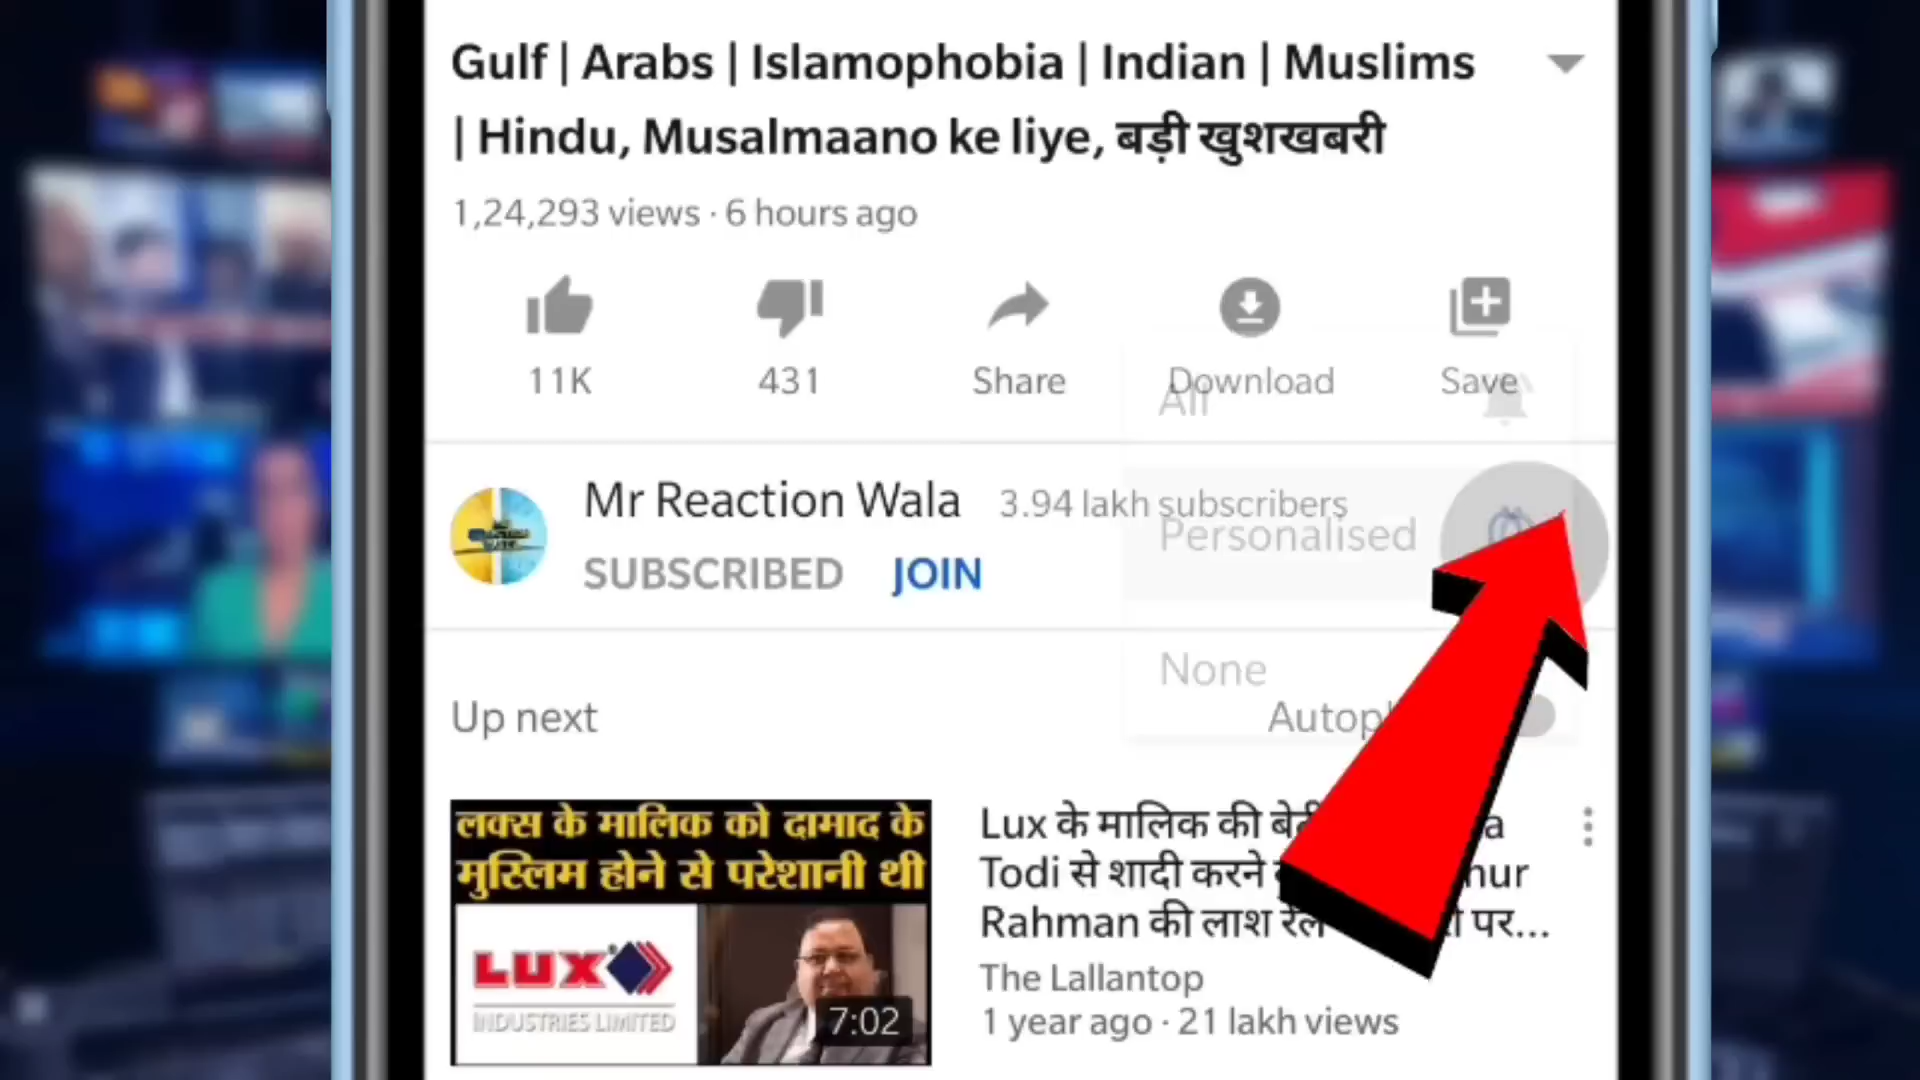 Gulf | Arabs | Islamophobia | Indian | Muslims
| Hindu, Musalmaano ke liye, बड़ी खुशखबरी
1,24,293 views · 6 hours ago
11K
431
Share
Download
Save
All
Mr Reaction Wala 3.94 lakh subscribers
Personalised
SUBSCRIBED JOIN
None
Up next
लक्स के मालिक को दामाद के
मुस्लिम होने से परेशानी थी
LUX
INDUSTRIES LIMITED
7:02
Lux के मालिक की
Todi से शादी करने
Rahman की लाश पर...
The Lallantop
1 year ago · 21 lakh views